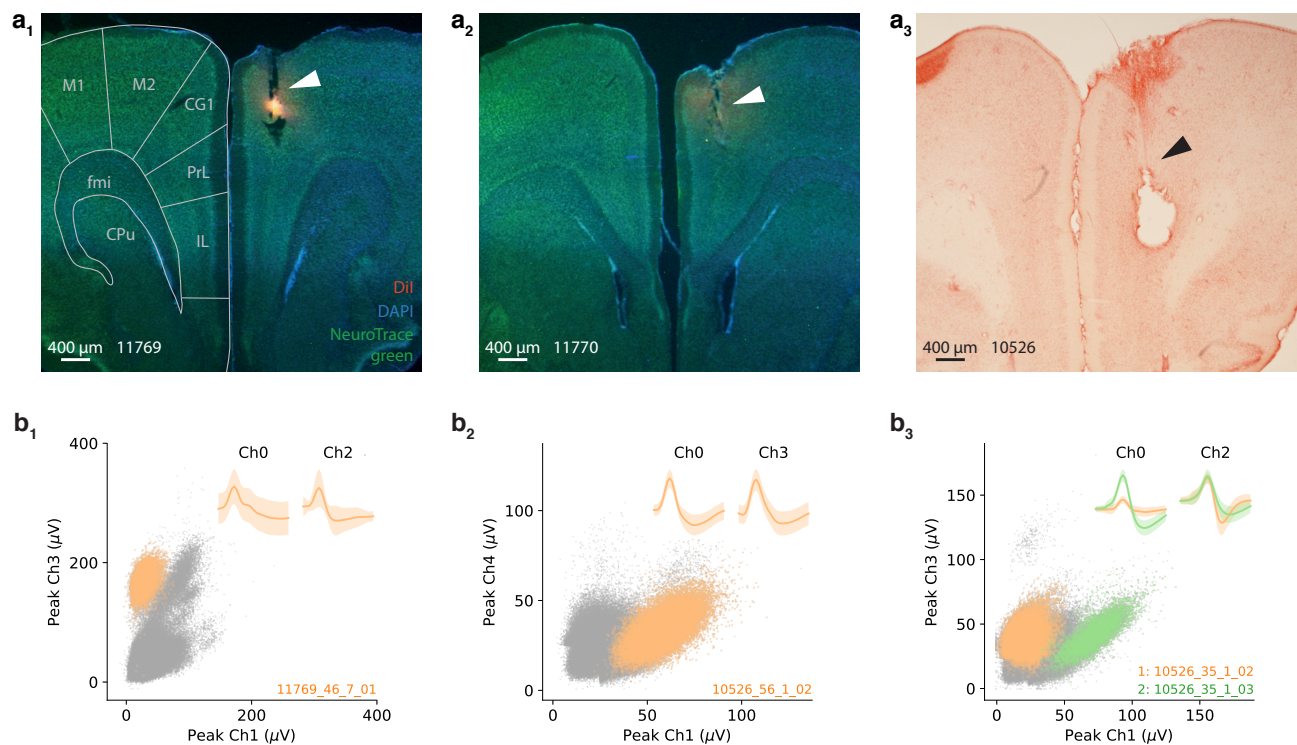 a1
M1
M2
CG1
PrL
fmi
CPu
IL
DiI
DAPI
NeuroTrace
green
400 μm 11769
a2
400 μm 11770
a3
400 μm 10526
b1
Ch0
Ch2
400
200
0
Peak Ch3 (μV)
11769_46_7_01
0
200
400
Peak Ch1 (μV)
b2
Ch0
Ch3
100
50
0
Peak Ch4 (μV)
10526_56_1_02
0
50
100
Peak Ch1 (μV)
b3
Ch0
Ch2
150
100
50
0
Peak Ch3 (μV)
1: 10526_35_1_02
2: 10526_35_1_03
0
50
100
150
Peak Ch1 (μV)